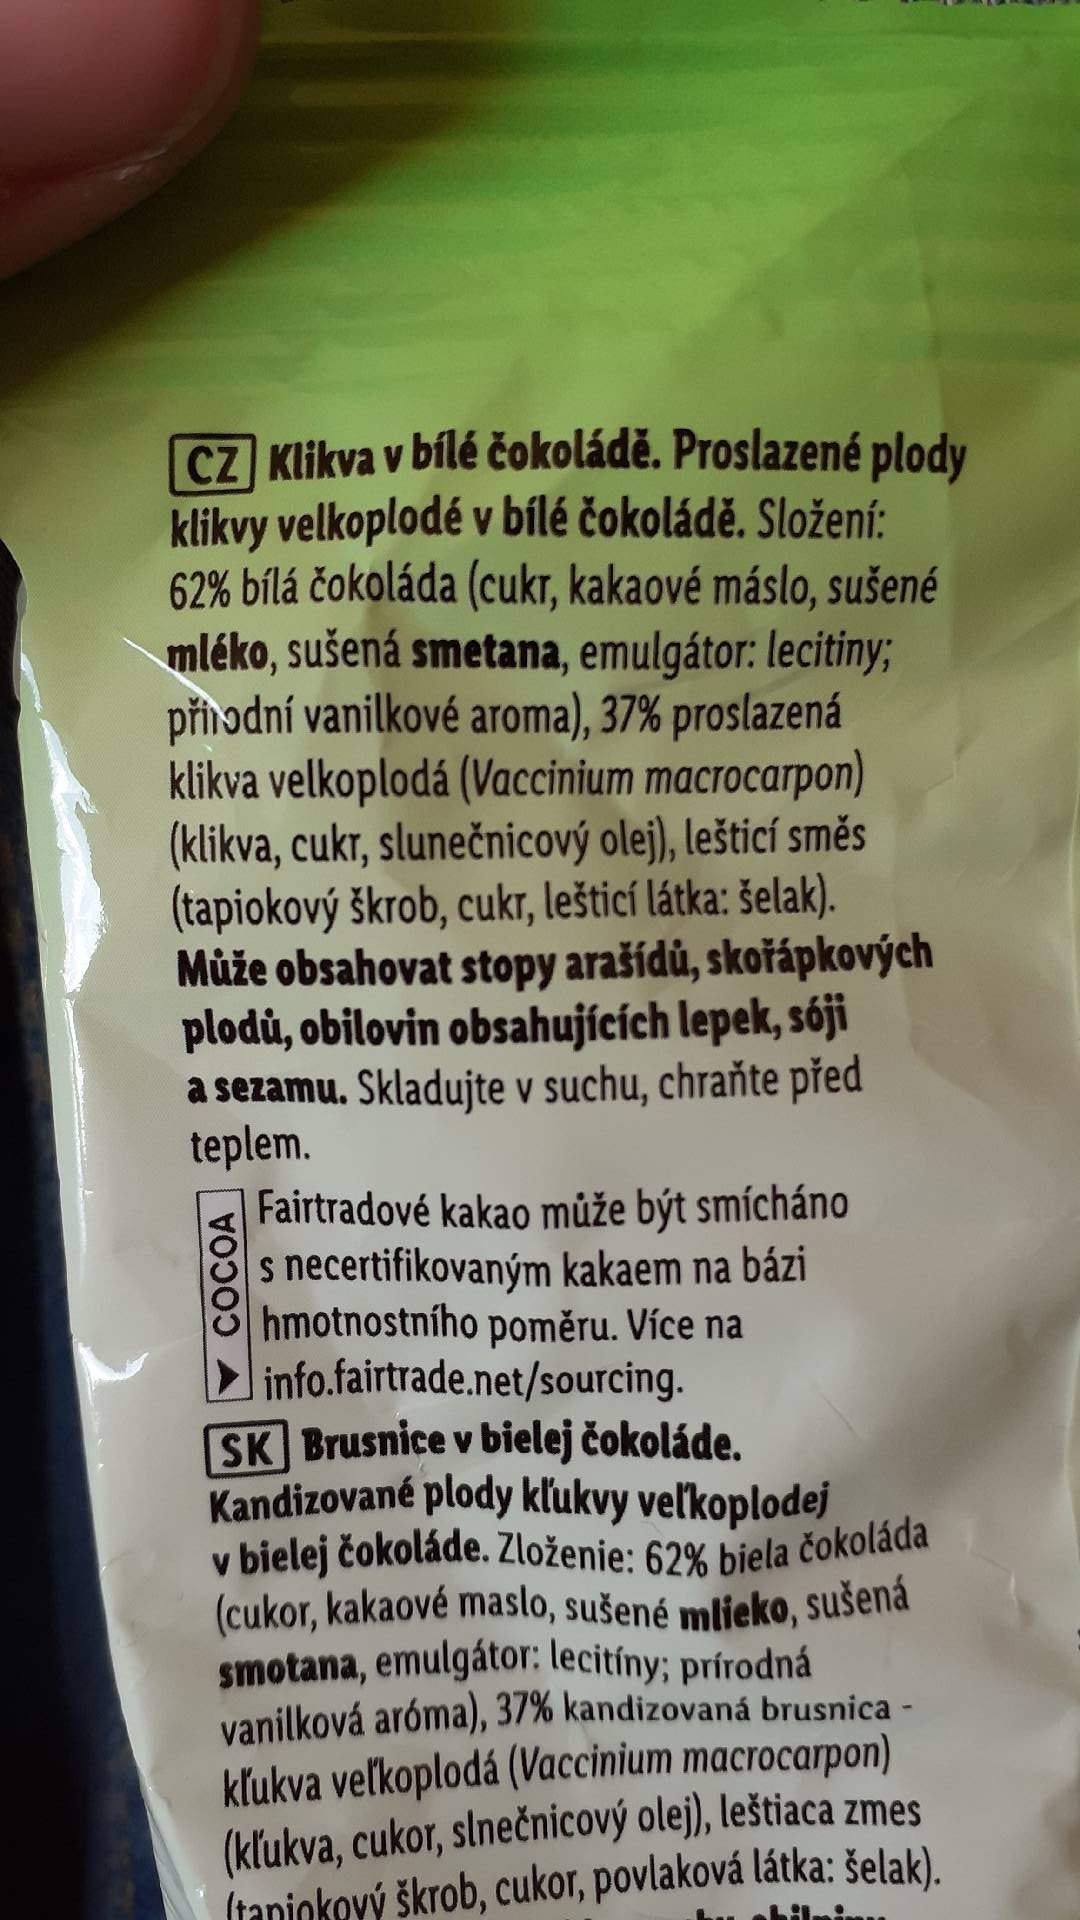 CZ Klikva v bílé čokoládě. Proslazené plody
klikvy velkoplodé v bílé čokoládě. Složení:
62% bílá čokoláda (cukr, kakaové máslo, sušené
mléko, sušená smetana, emulgátor: lecitiny;
přírodní vanilkové aroma), 37% proslazená
klikva velkoplodá (Vaccinium macrocarpon)
(klikva, cukr, slunečnicový olej), lešticí směs
(tapiokový škrob, cukr, lešticí látka: šelak).
Může obsahovat stopy arašídů, skořápkových
plodů, obilovin obsahujících lepek, sóji
a sezamu. Skladujte v suchu, chraňte před
teplem.
COCOA
Fairtradové kakao může být smícháno
s necertifikovaným kakaem na bázi
hmotnostního poměru. Více na
info.fairtrade.net/sourcing.
SK Brusnice v bielej čokoláde.
Kandizované plody kľukvy veľkoplodej
v bielej čokoláde. Zloženie: 62% biela čokoláda
(cukor, kakaové maslo, sušené mlieko, sušená
smotana, emulgátor: lecitíny; prírodná
vanilková aróma), 37% kandizovaná brusnica -
kľukva veľkoplodá (Vaccinium macrocarpon)
(kľukva, cukor, slnečnicový olej), leštiaca zmes
(tapiokový škrob, cukor, povlaková látka: šelak).